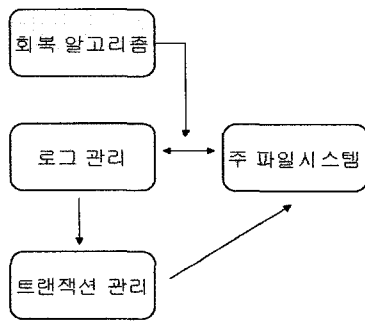 회복 알고리즘
로그 관리
주 파일시스템
트랜잭션 관리